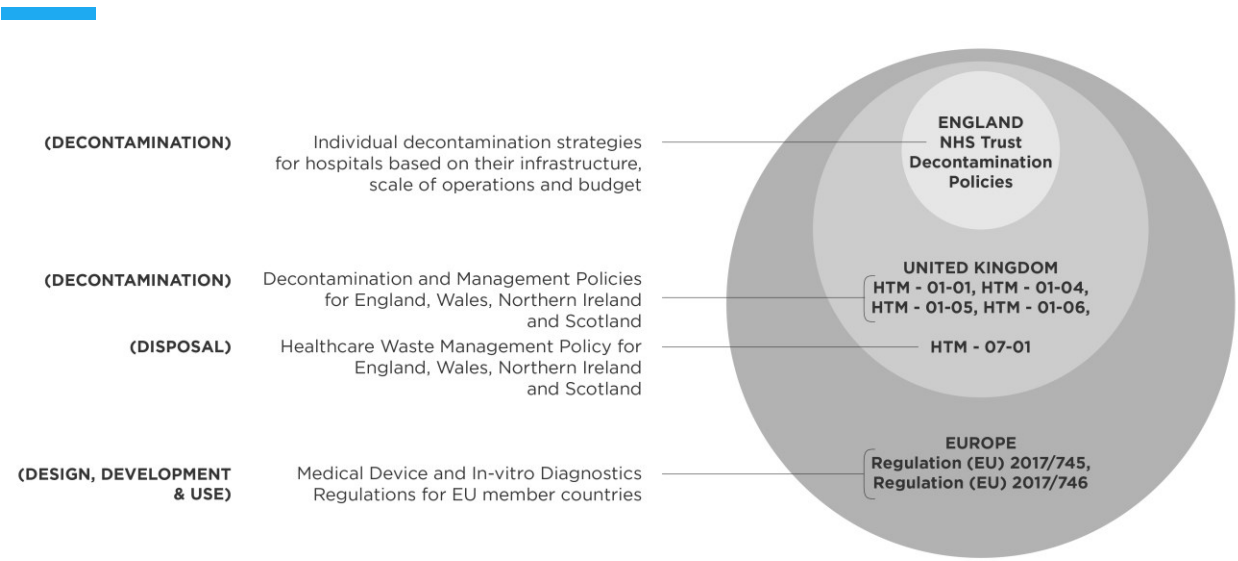 (DECONTAMINATION)
Individual decontamination strategies
for hospitals based on their infrastructure,
scale of operations and budget
ENGLAND
NHS Trust
Decontamination
Policies
(DECONTAMINATION)
Decontamination and Management Policies
for England, Wales, Northern Ireland
and Scotland
UNITED KINGDOM
HTM - 01-01, HTM - 01-04,
HTM - 01-05, HTM - 01-06,
(DISPOSAL)
Healthcare Waste Management Policy for
England, Wales, Northern Ireland
and Scotland
HTM - 07-01
(DESIGN, DEVELOPMENT
& USE)
Medical Device and In-vitro Diagnostics
Regulations for EU member countries
EUROPE
Regulation (EU) 2017/745,
Regulation (EU) 2017/746